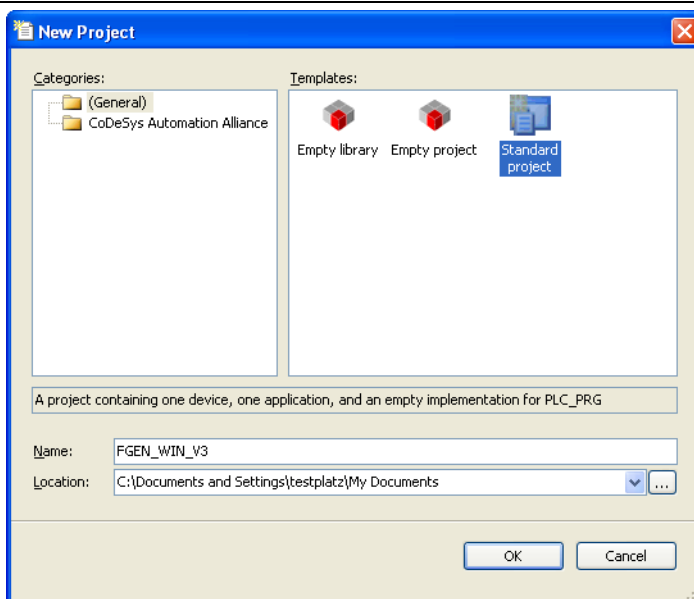 New Project
Categories:
Templates:
(General)
CoDeSys Automation Alliance
Empty library
Empty project
Standard
project
A project containing one device, one application, and an empty implementation for PLC_PRG
Name:
FGEN_WIN_V3
Location:
C:\Documents and Settings\testplatz\My Documents
...
OK
Cancel